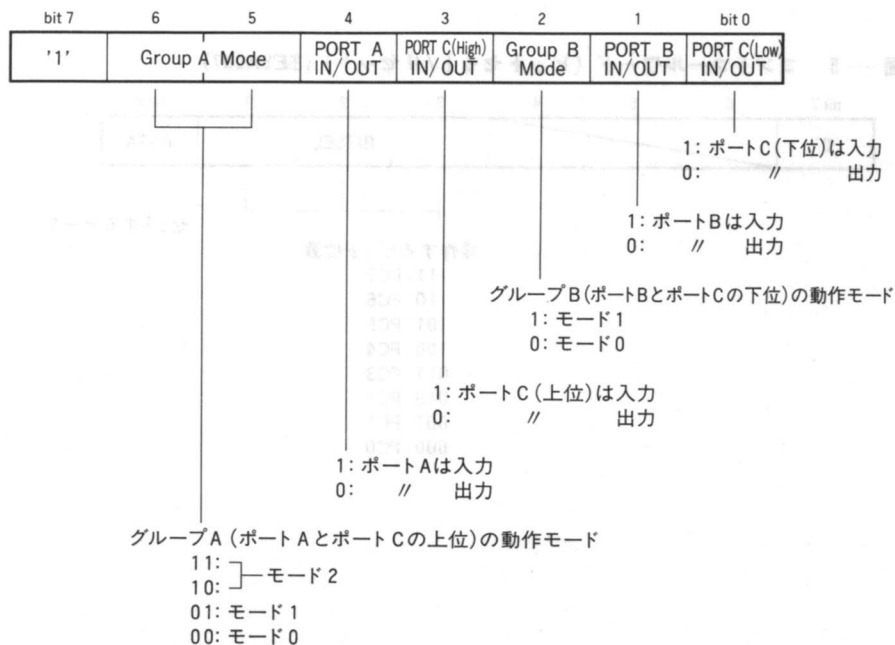 bit 7 6 5 4 3 2 1 bit 0
'1' Group A Mode PORT A IN/OUT PORT C(High) IN/OUT Group B Mode PORT B IN/OUT PORT C(Low) IN/OUT
1: ポートC(下位)は入力
0: 〃 出力
1: ポートBは入力
0: 〃 出力
グループB(ポートBとポートCの下位)の動作モード
1: モード1
0: モード0
1: ポートC(上位)は入力
0: 〃 出力
1: ポートAは入力
0: 〃 出力
グループA(ポートAとポートCの上位)の動作モード
11:
10: モード2
01: モード1
00: モード0